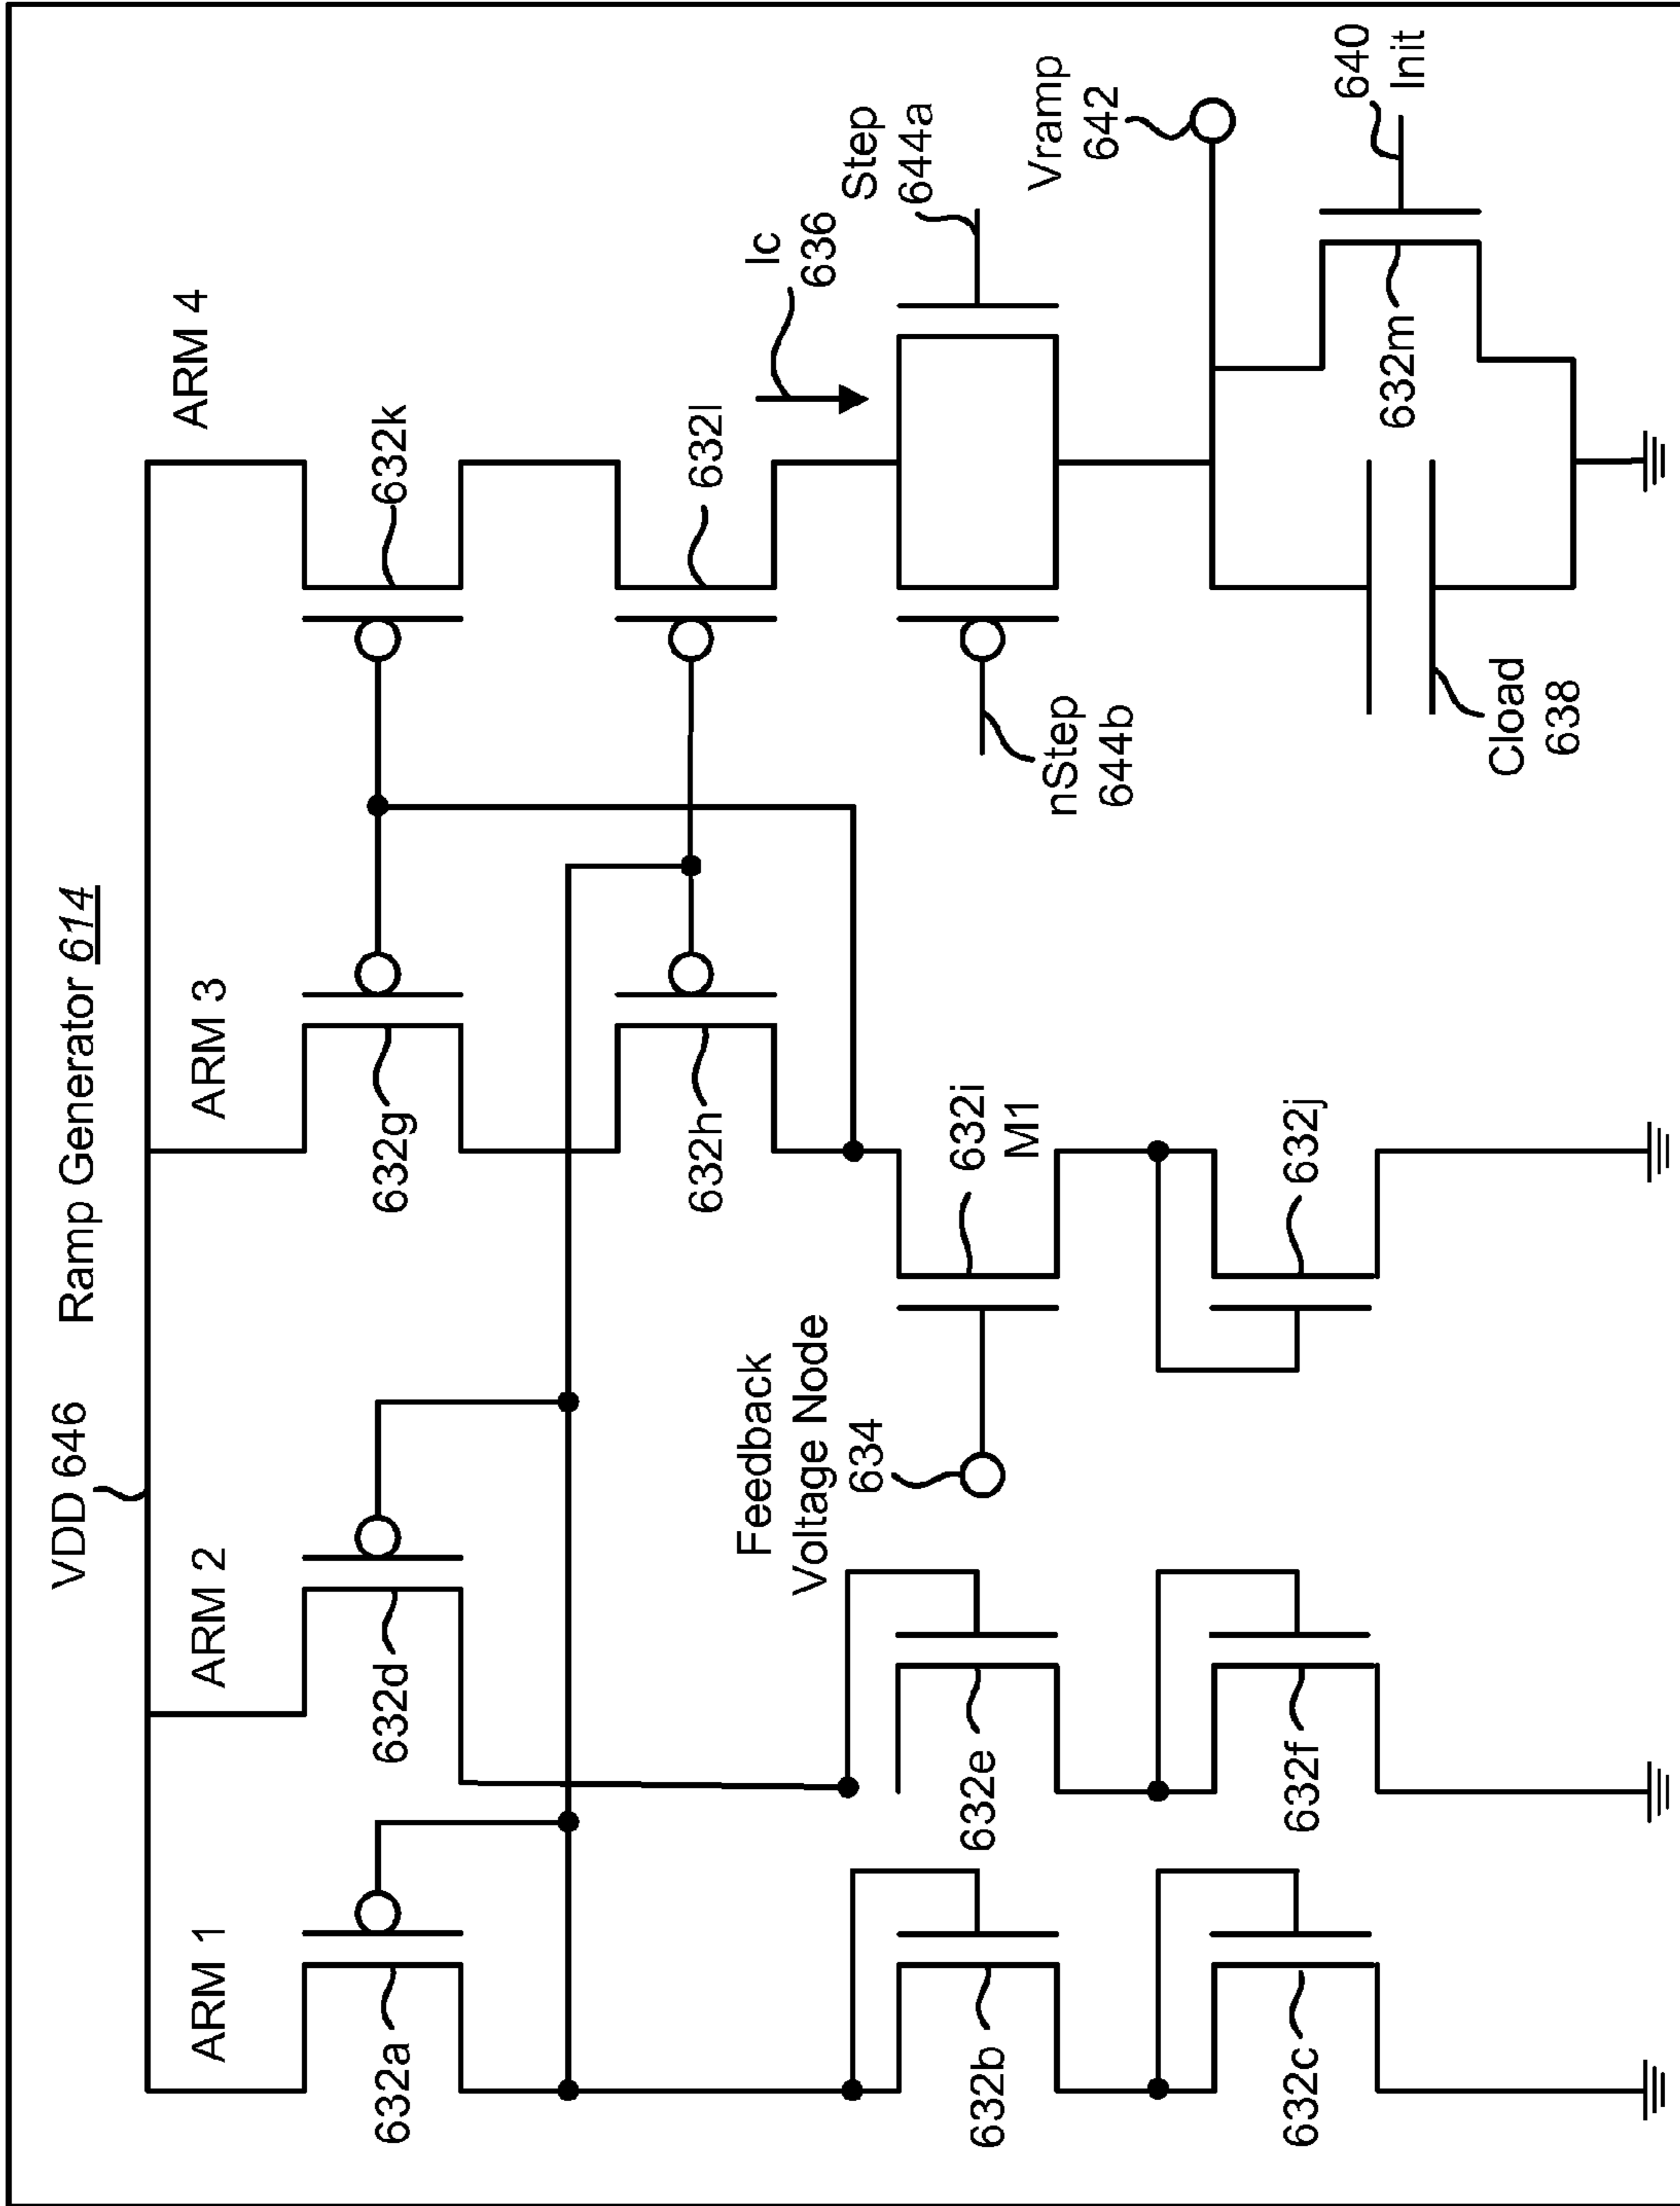 Ramp Generator 614
VDD 646
ARM 1
ARM 2
ARM 3
ARM 4
632a
632d
632g
632k
632h
632l
Ic
636
Step
644a
nStep
644b
Feedback
Voltage Node
634
632b
632e
632i
M1
632c
632f
632j
Vramp
642
Cload
638
632m
640
Init